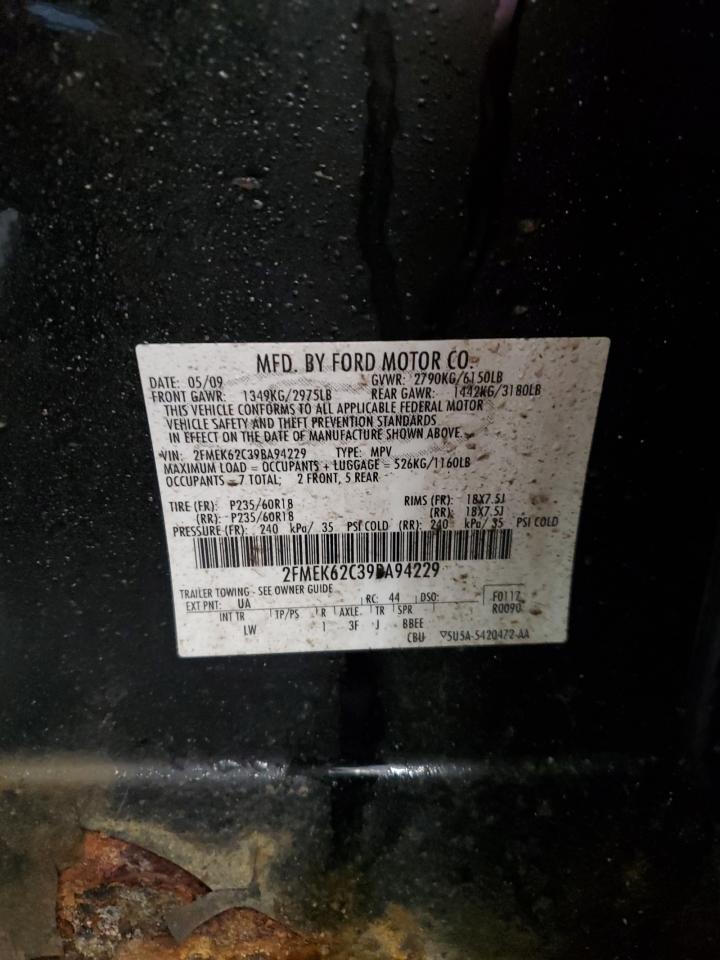 MFD. BY FORD MOTOR CO.
DATE: 05/09 GVWR: 2790KG/6150LB
FRONT GAWR: 1349KG/2975LB REAR GAWR: 1442KG/3180LB
THIS VEHICLE CONFORMS TO ALL APPLICABLE FEDERAL MOTOR
VEHICLE SAFETY AND THEFT PREVENTION STANDARDS
IN EFFECT ON THE DATE OF MANUFACTURE SHOWN ABOVE.
VIN: 2FMEK62C39BA94229 TYPE: MPV
MAXIMUM LOAD = OCCUPANTS + LUGGAGE = 526KG/1160LB
OCCUPANTS = 7 TOTAL: 2 FRONT, 5 REAR
TIRE (FR): P235/60R18 RIMS (FR): 18X7.5J
(RR): P235/60R18 (RR): 18X7.5J
PRESSURE (FR): 240 kPa/ 35 PSI COLD (RR): 240 kPa/ 35 PSI COLD
2FMEK62C39BA94229
TRAILER TOWING - SEE OWNER GUIDE
EXT PNT: UA RC: 44 DSO: F0117
R0090
INT TR TP/PS R AXLE TR SPR
LW 1 3F J BBEE
CBU ▽5U5A-5420472-AA